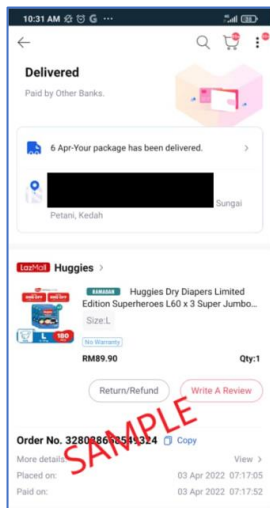 10:31 AM
Delivered
Paid by Other Banks.
6 Apr-Your package has been delivered.
Sungai
Petani, Kedah
LazMall Huggies >
RAMADAN Huggies Dry Diapers Limited
Edition Superheroes L60 x 3 Super Jumbo...
Size:L
No Warranty
RM89.90 Qty:1
Return/Refund Write A Review
SAMPLE
Order No. Copy
More details: View >
Placed on: 03 Apr 2022 07:17:05
Paid on: 03 Apr 2022 07:17:52